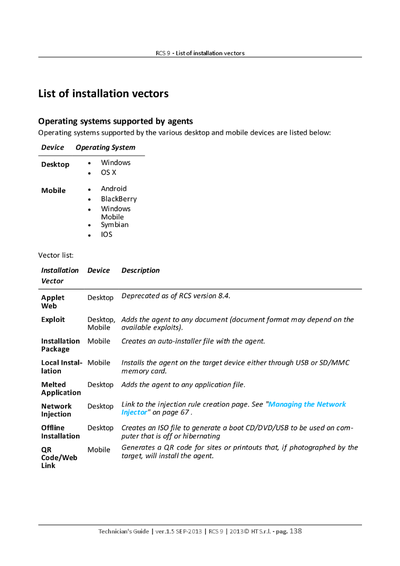 RCS 9 - List of installation vectors
List of installation vectors
Operating systems supported by agents
Operating systems supported by the various desktop and mobile devices are listed below:
Device Operating System
Desktop • Windows
• OS X
Mobile • Android
• BlackBerry
• Windows
Mobile
• Symbian
• IOS
Vector list:
Installation Device Description
Vector
Applet Desktop Deprecated as of RCS version 8.4.
Web
Exploit Desktop, Adds the agent to any document (document format may depend on the
Mobile available exploits).
Installation Mobile Creates an auto-installer file with the agent.
Package
Local Instal- Mobile Installs the agent on the target device either through USB or SD/MMC
lation memory card.
Melted Desktop Adds the agent to any application file.
Application
Network Desktop Link to the injection rule creation page. See "Managing the Network
Injection Injector" on page 67 .
Offline Desktop Creates an ISO file to generate a boot CD/DVD/USB to be used on com-
Installation puter that is off or hibernating
QR Mobile Generates a QR code for sites or printouts that, if photographed by the
Code/Web target, will install the agent.
Link
Technician's Guide | ver.1.5 SEP-2013 | RCS 9 | 2013© HT S.r.l. - pag. 138